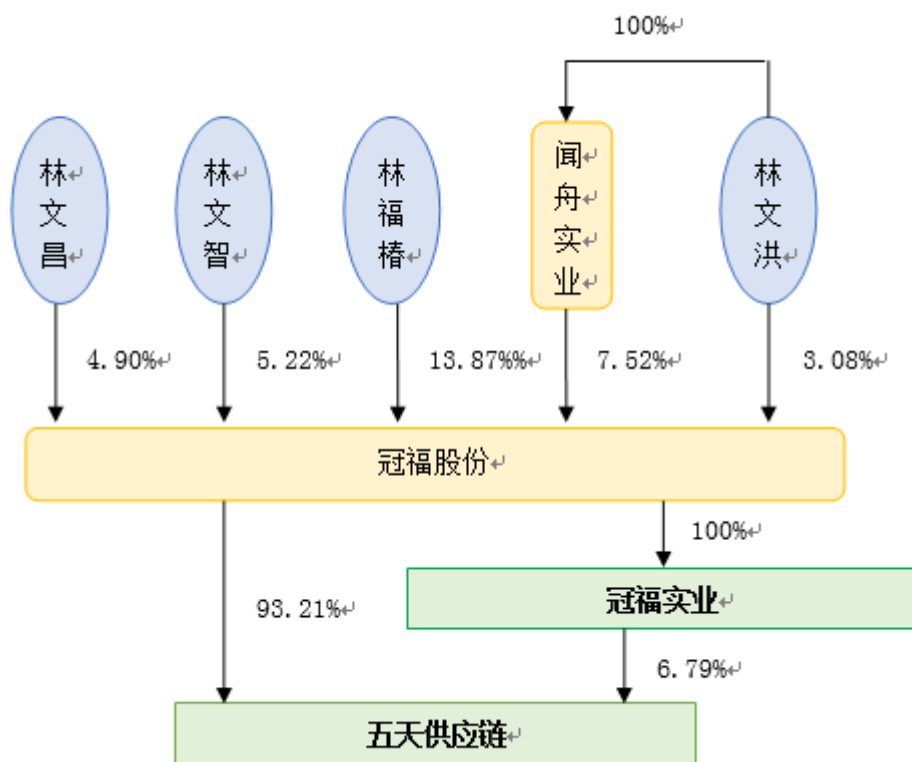 100%↵
林↵
文
昌↵
林↵
文
智↵
林
福
椿↵
闻↵
舟
实
业↵
林
文
洪↵
4.90%↵
5.22%↵
13.87%%↵
7.52%↵
3.08%↵
冠福股份↵
100%↵
冠福实业↵
93.21%↵
6.79%↵
五天供应链↵